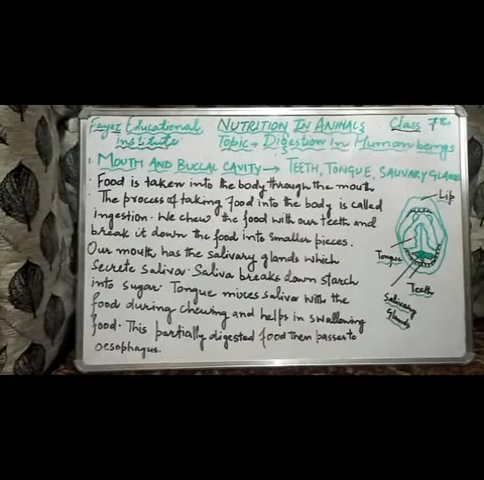 Feyaz Educational Institute
NUTRITION IN ANIMALS
Class 7th
Topic → Digestion In Human beings
MOUTH AND BUCCAL CAVITY → TEETH, TONGUE, SALIVARY GLANDS
Food is taken into the body through the mouth
The process of taking food into the body is called
ingestion. We chew the food with our teeth and
break it down the food into smaller pieces.
Our mouth has the salivary glands which
secrete saliva. Saliva breaks down starch
into sugar. Tongue mixes saliva with the
food during chewing and helps in swallowing
food. This partially digested food then passes to
oesophagus.
Lip
Tongue
Teeth
Salivary
Glands